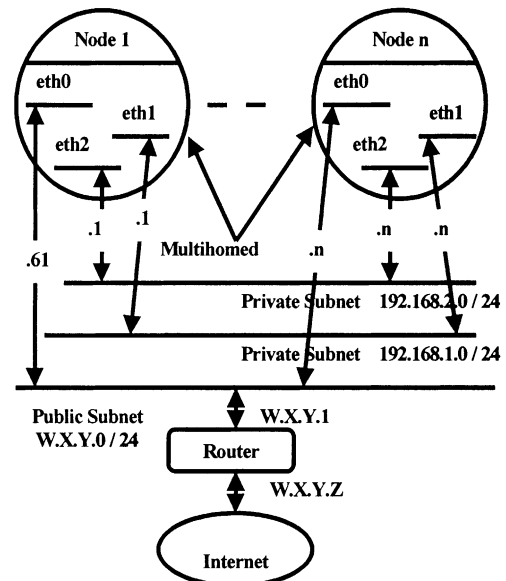 Node 1
Node n
eth0
eth0
eth1
eth1
eth2
eth2
.1
.1
.n
.n
Multihomed
.61
.n
Private Subnet 192.168.2.0 / 24
Private Subnet 192.168.1.0 / 24
Public Subnet
W.X.Y.0 / 24
W.X.Y.1
Router
W.X.Y.Z
Internet